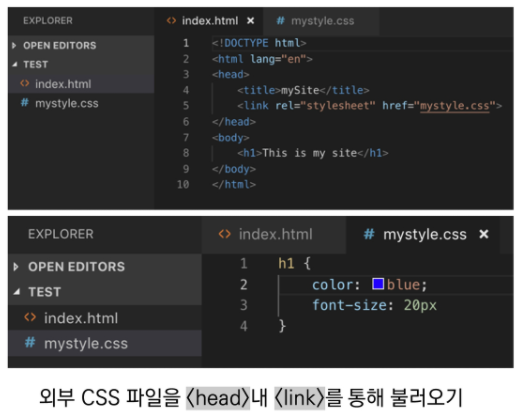 EXPLORER
index.html × mystyle.css
OPEN EDITORS
TEST
index.html
mystyle.css
1 <!DOCTYPE html>
2 <html lang="en">
3 <head>
4 <title>mySite</title>
5 <link rel="stylesheet" href="mystyle.css">
6 </head>
7 <body>
8 <h1>This is my site</h1>
9 </body>
10 </html>
EXPLORER
index.html # mystyle.css ×
OPEN EDITORS
TEST
index.html
# mystyle.css
1 h1 {
2 color: blue;
3 font-size: 20px
4 }
외부 CSS 파일을 <head>내 <link>를 통해 불러오기